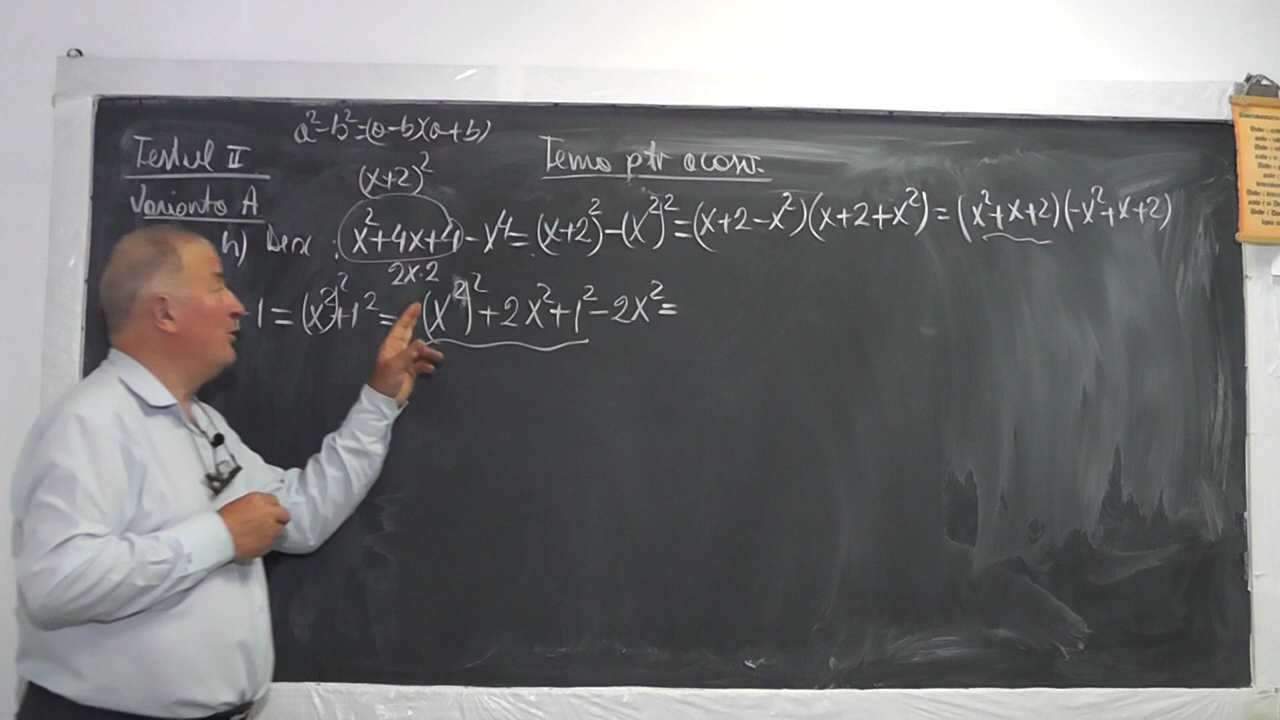 a²-b²=(a-b)(a+b)
Testul II
Tema ptr acasă.
(x+2)²
Varianta A
h) Desc : x²+4x+4-x⁴=(x+2)²-(x²)²=(x+2-x²)(x+2+x²)=(x²+x+2)(-x²+x+2)
2x·2
1=(x²)²+1²=(x²)²+2x²+1²-2x²=